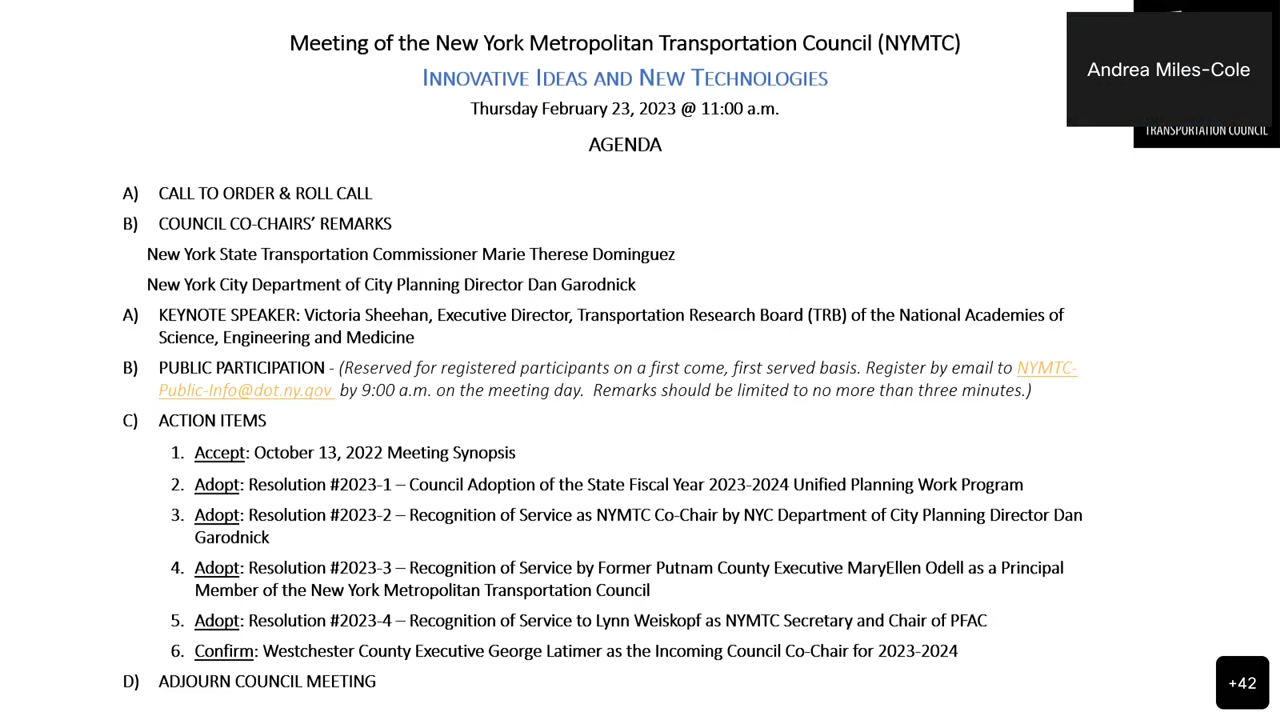 Meeting of the New York Metropolitan Transportation Council (NYMTC)
INNOVATIVE IDEAS AND NEW TECHNOLOGIES
Thursday February 23, 2023 @ 11:00 a.m.
AGENDA
Andrea Miles-Cole
TRANSPORTATION COUNCIL
A) CALL TO ORDER & ROLL CALL
B) COUNCIL CO-CHAIRS’ REMARKS
New York State Transportation Commissioner Marie Therese Dominguez
New York City Department of City Planning Director Dan Garodnick
A) KEYNOTE SPEAKER: Victoria Sheehan, Executive Director, Transportation Research Board (TRB) of the National Academies of
Science, Engineering and Medicine
B) PUBLIC PARTICIPATION - (Reserved for registered participants on a first come, first served basis. Register by email to NYMTC-
Public-Info@dot.ny.gov by 9:00 a.m. on the meeting day. Remarks should be limited to no more than three minutes.)
C) ACTION ITEMS
1. Accept: October 13, 2022 Meeting Synopsis
2. Adopt: Resolution #2023-1 – Council Adoption of the State Fiscal Year 2023-2024 Unified Planning Work Program
3. Adopt: Resolution #2023-2 – Recognition of Service as NYMTC Co-Chair by NYC Department of City Planning Director Dan
Garodnick
4. Adopt: Resolution #2023-3 – Recognition of Service by Former Putnam County Executive MaryEllen Odell as a Principal
Member of the New York Metropolitan Transportation Council
5. Adopt: Resolution #2023-4 – Recognition of Service to Lynn Weiskopf as NYMTC Secretary and Chair of PFAC
6. Confirm: Westchester County Executive George Latimer as the Incoming Council Co-Chair for 2023-2024
D) ADJOURN COUNCIL MEETING
+42